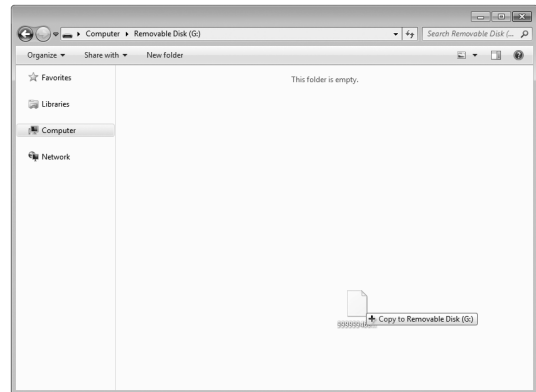 Computer ▸ Removable Disk (G:)
Search Removable Disk (...
Organize ▾ Share with ▾ New folder
Favorites
This folder is empty.
Libraries
Computer
Network
+ Copy to Removable Disk (G:)